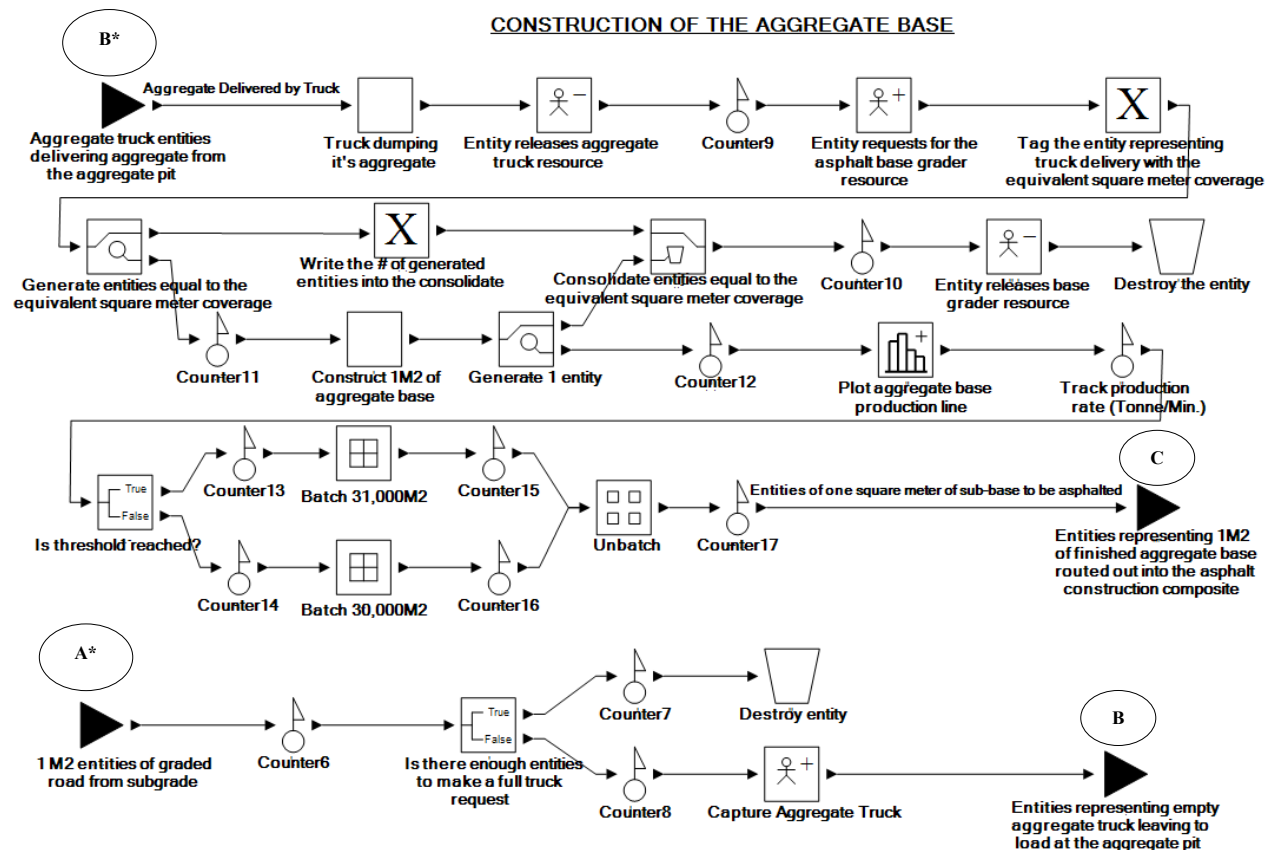 CONSTRUCTION OF THE AGGREGATE BASE
B*
Aggregate Delivered by Truck
Aggregate truck entities
delivering aggregate from
the aggregate pit
Truck dumping
it's aggregate
Entity releases aggregate
truck resource
Counter9
Entity requests for the
asphalt base grader
resource
X
Tag the entity representing
truck delivery with the
equivalent square meter coverage
Generate entities equal to the
equivalent square meter coverage
X
Write the # of generated
entities into the consolidate
Consolidate entities equal to the
equivalent square meter coverage
Counter10
Entity releases base
grader resource
Destroy the entity
Counter11
Construct 1M2 of
aggregate base
Generate 1 entity
Counter12
Plot aggregate base
production line
Track production
rate (Tonne/Min.)
True
False
Is threshold reached?
Counter13
Batch 31,000M2
Counter15
Counter14
Batch 30,000M2
Counter16
Unbatch
Counter17
Entities of one square meter of sub-base to be asphalted
C
Entities representing 1M2
of finished aggregate base
routed out into the asphalt
construction composite
A*
1 M2 entities of graded
road from subgrade
Counter6
True
False
Is there enough entities
to make a full truck
request
Counter7
Destroy entity
Counter8
Capture Aggregate Truck
B
Entities representing empty
aggregate truck leaving to
load at the aggregate pit